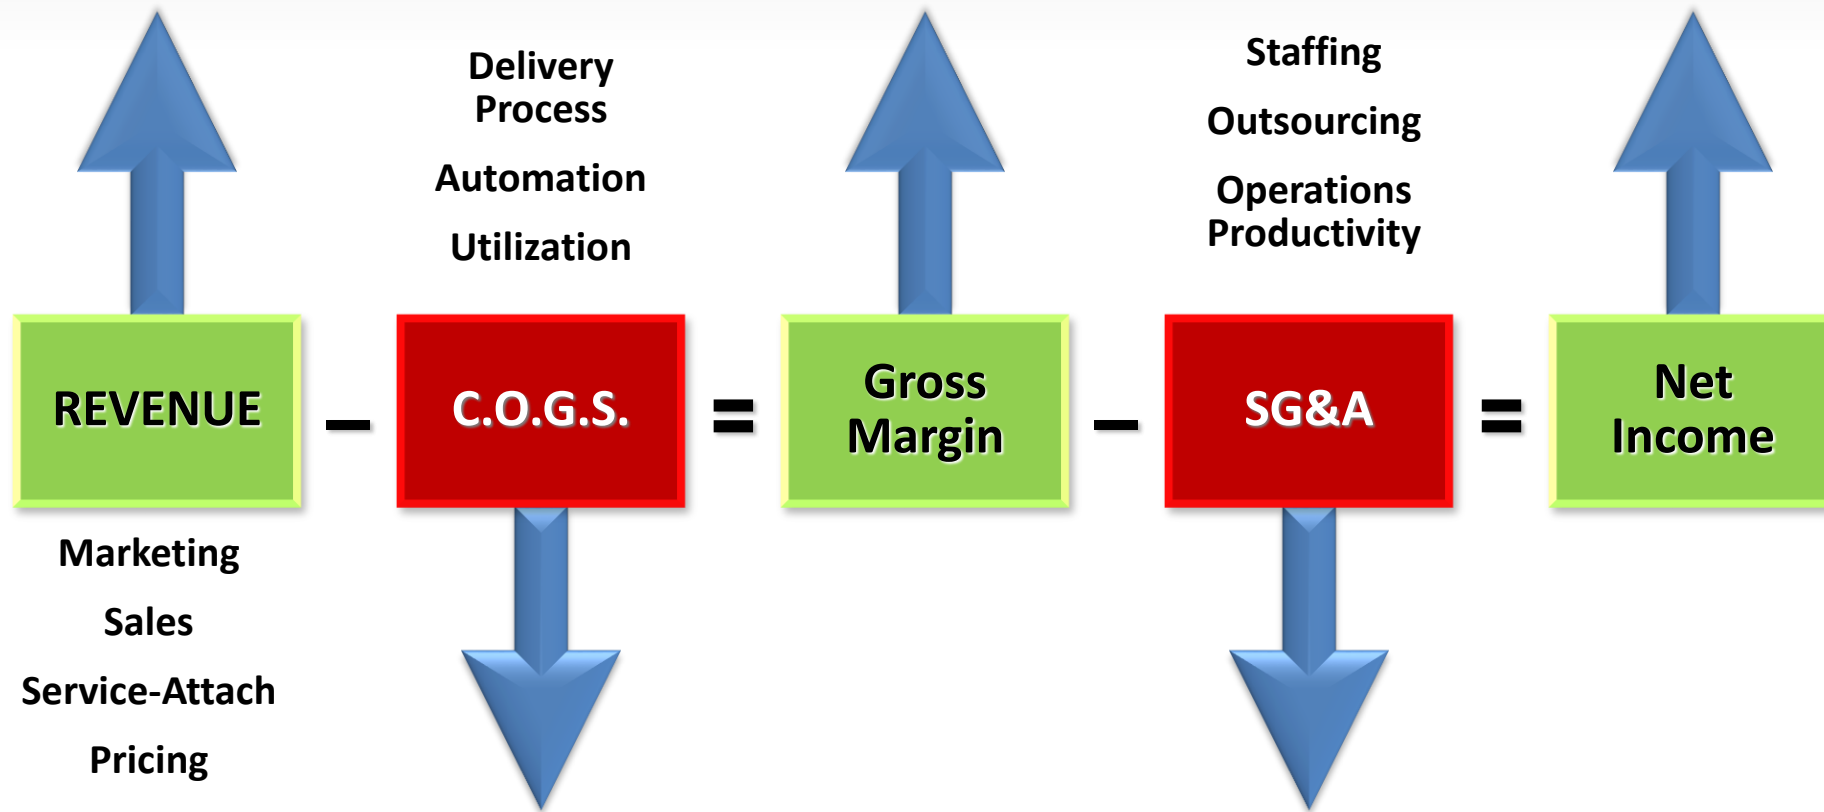 Delivery
Process
Automation
Utilization
Staffing
Outsourcing
Operations
Productivity
REVENUE
–
C.O.G.S.
=
Gross
Margin
–
SG&A
=
Net
Income
Marketing
Sales
Service-Attach
Pricing